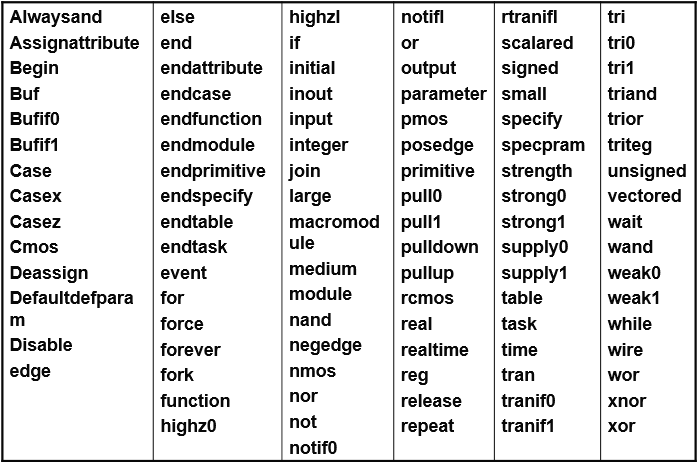 Alwaysand
Assignattribute
Begin
Buf
Bufif0
Bufif1
Case
Casex
Casez
Cmos
Deassign
Defaultdefpara
m
Disable
edge
else
end
endattribute
endcase
endfunction
endmodule
endprimitive
endspecify
endtable
endtask
event
for
force
forever
fork
function
highz0
highzl
if
initial
inout
input
integer
join
large
macromod
ule
medium
module
nand
negedge
nmos
nor
not
notif0
notifl
or
output
parameter
pmos
posedge
primitive
pull0
pull1
pulldown
pullup
rcmos
real
realtime
reg
release
repeat
rtranifl
scalared
signed
small
specify
specpram
strength
strong0
strong1
supply0
supply1
table
task
time
tran
tranif0
tranif1
tri
tri0
tri1
triand
trior
triteg
unsigned
vectored
wait
wand
weak0
weak1
while
wire
wor
xnor
xor